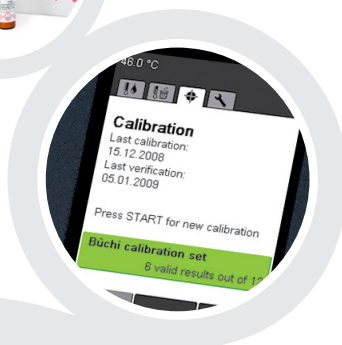 46.0 °C
Calibration
Last calibration:
15.12.2008
Last verification:
05.01.2009
Press START for new calibration
Büchi calibration set
6 valid results out of 12